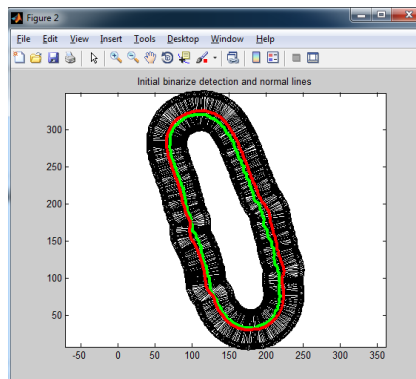 Figure 2
File Edit View Insert Tools Desktop Window Help
Initial binarize detection and normal lines
300
250
200
150
100
50
-50 0 50 100 150 200 250 300 350